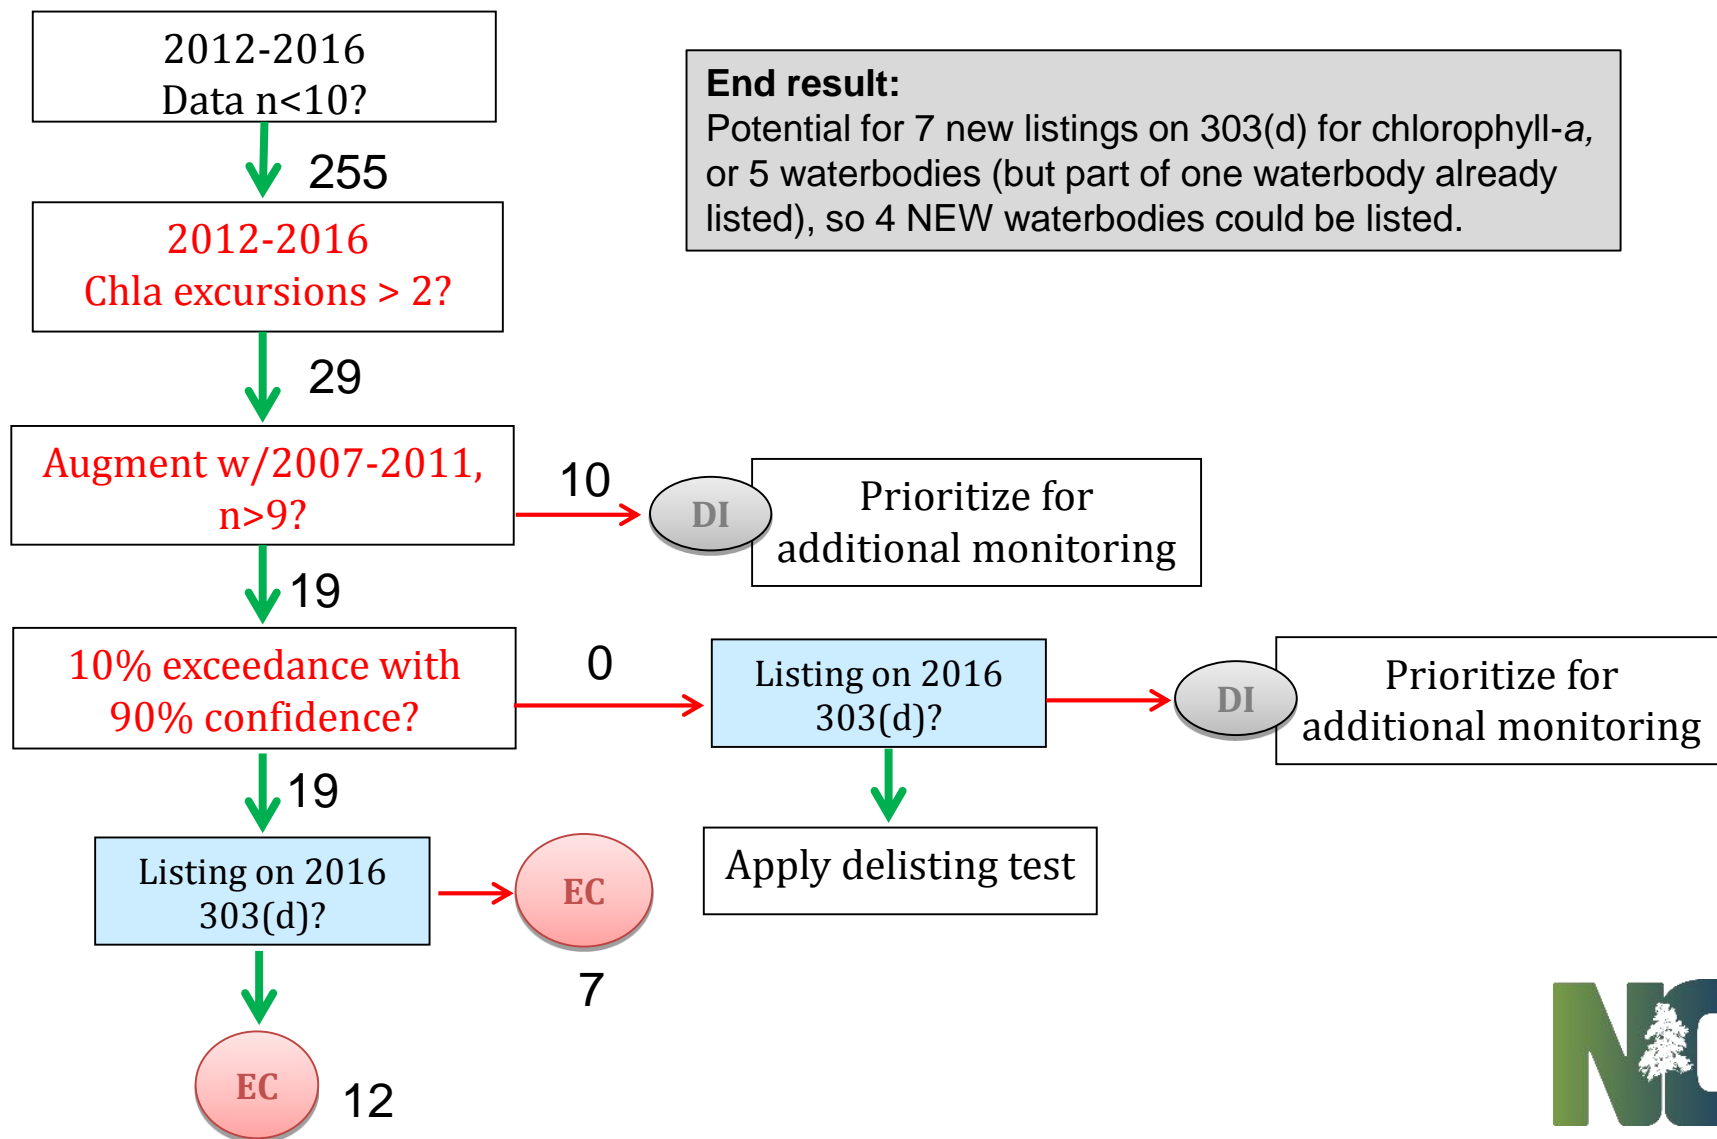 2012-2016
Data n<10?
End result:
Potential for 7 new listings on 303(d) for chlorophyll-a,
or 5 waterbodies (but part of one waterbody already
listed), so 4 NEW waterbodies could be listed.
255
2012-2016
Chla excursions > 2?
29
Augment w/2007-2011,
n>9?
10
DI
Prioritize for
additional monitoring
19
10% exceedance with
90% confidence?
0
Listing on 2016
303(d)?
DI
Prioritize for
additional monitoring
19
Listing on 2016
303(d)?
EC
7
Apply delisting test
EC
12
NC